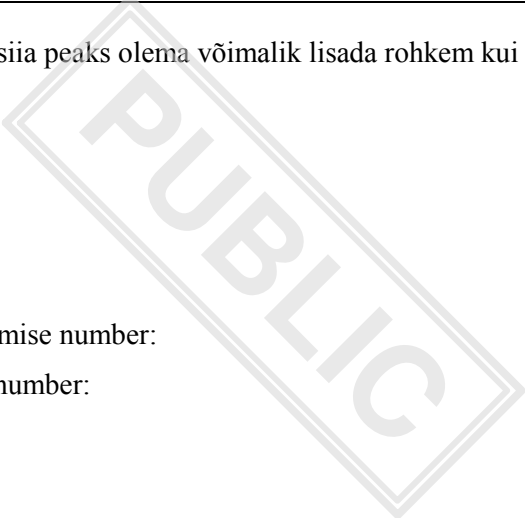 siia peaks olema võimalik lisada rohkem kui
mise number:
number:
PUBLIC